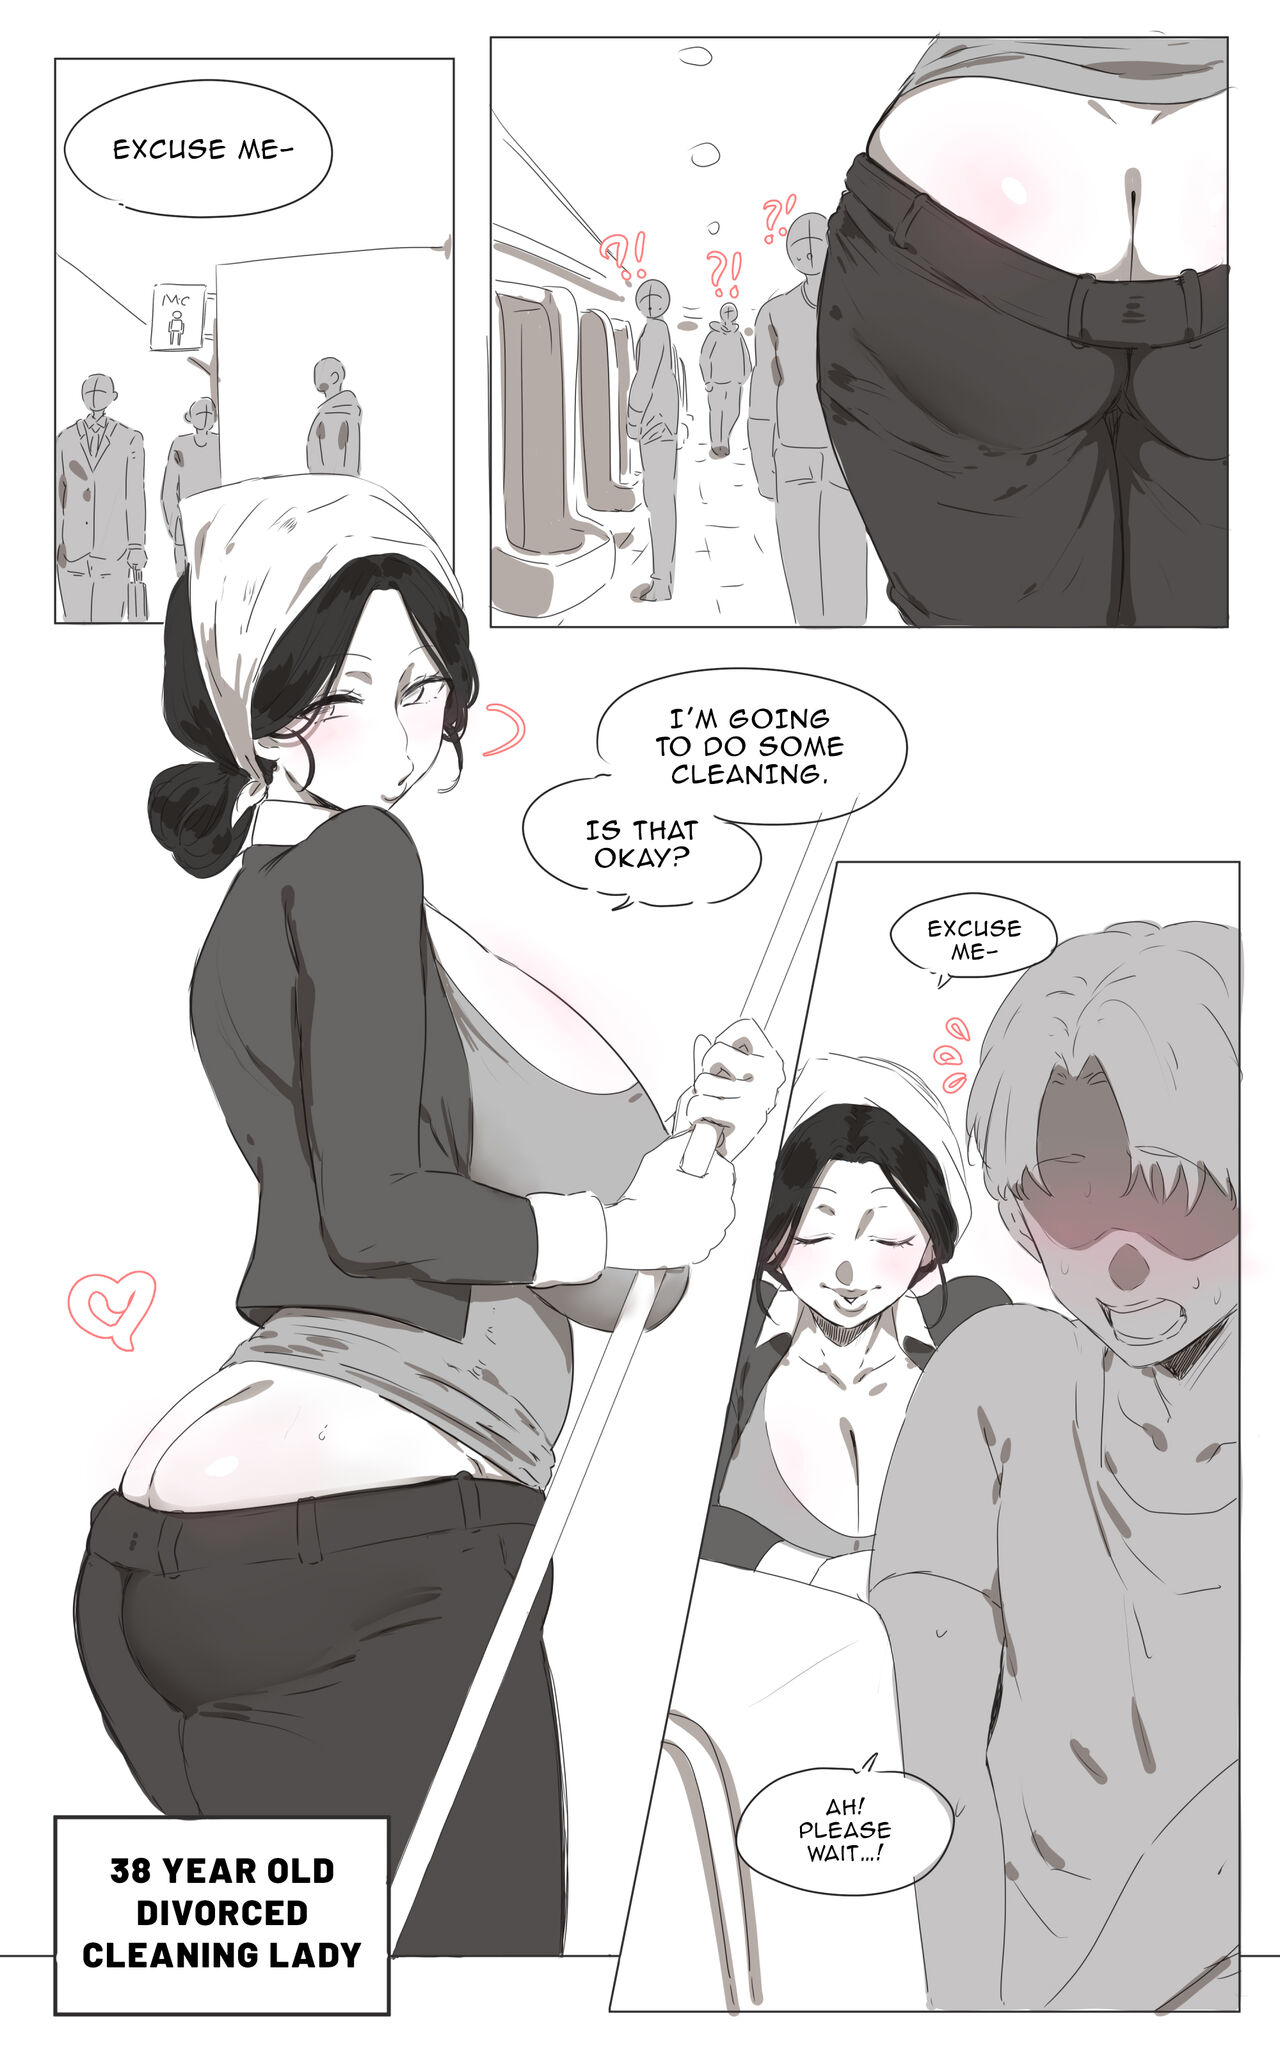 EXCUSE ME-
M.C
?!
?!
?!
I'M GOING
TO DO SOME
CLEANING.
IS THAT
OKAY?
EXCUSE
ME-
AH!
PLEASE
WAIT...!
38 YEAR OLD
DIVORCED
CLEANING LADY